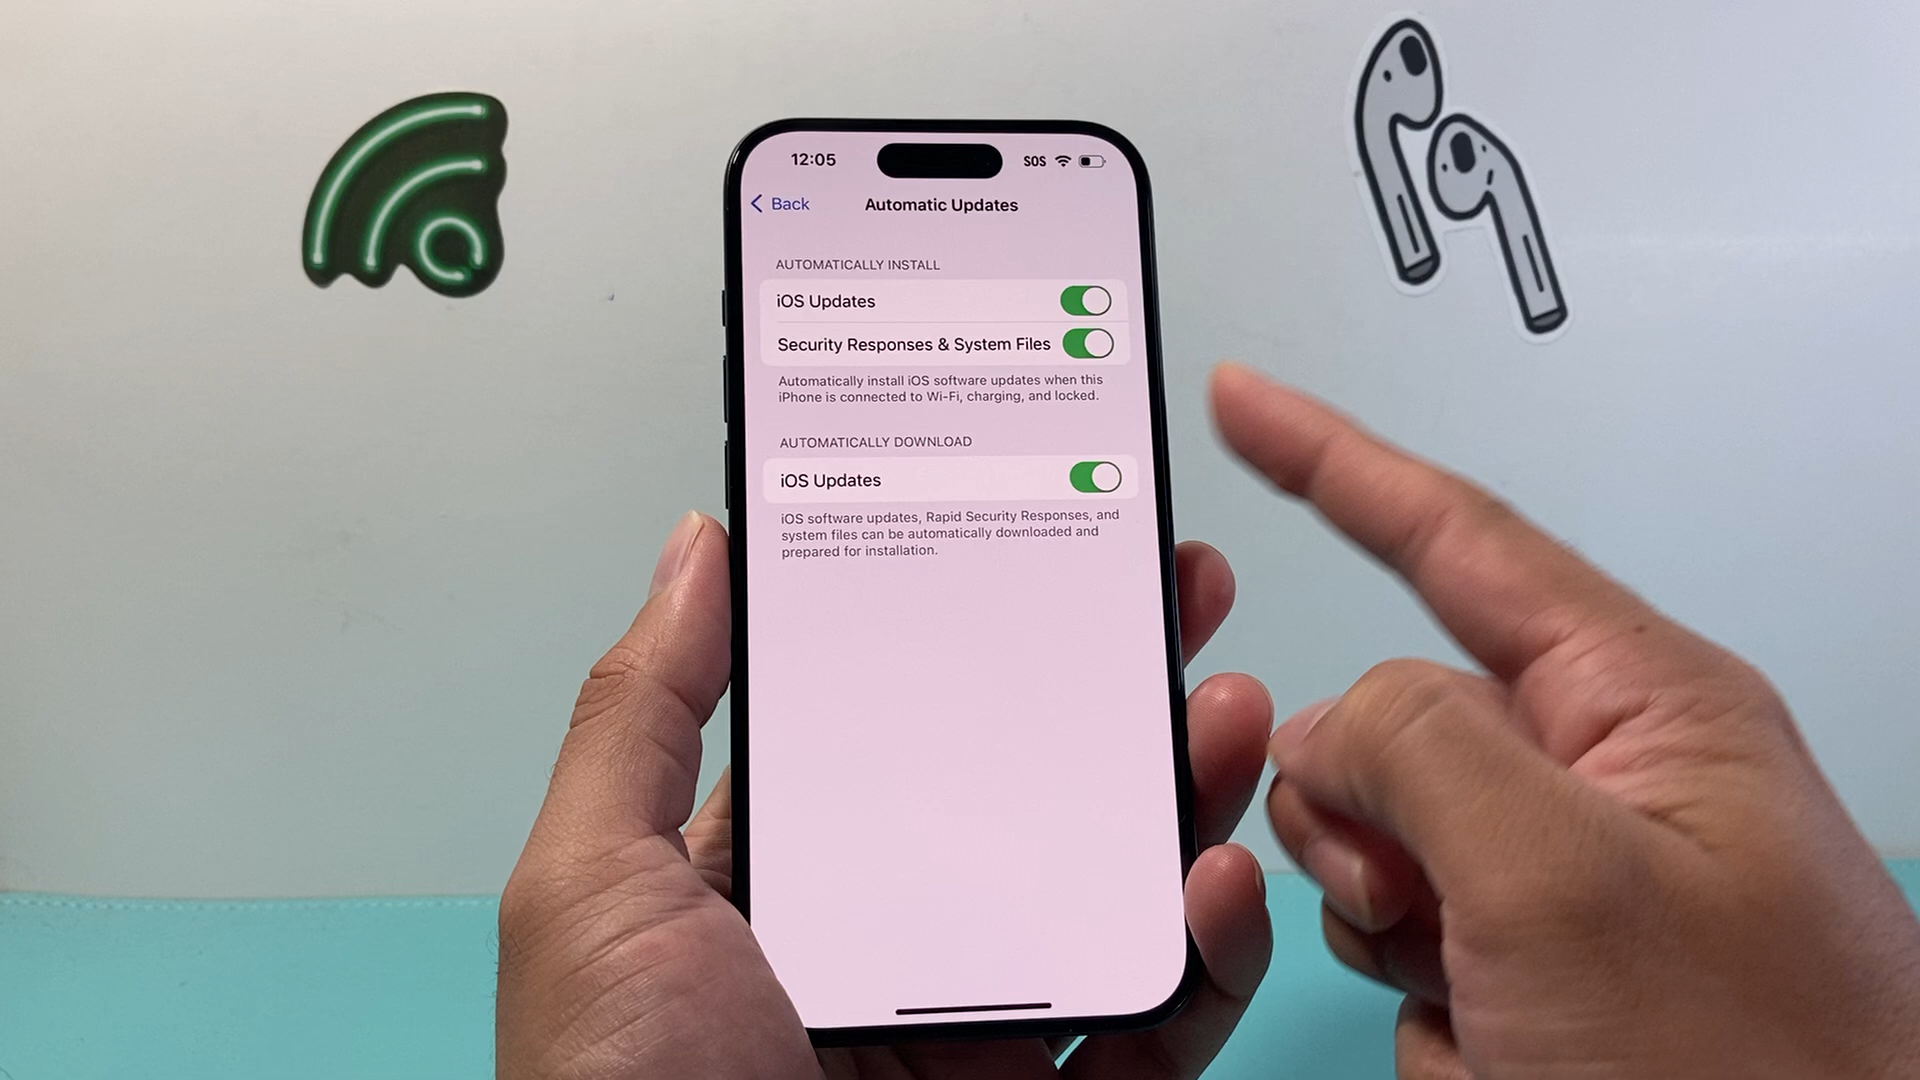 12:05
SOS
Back
Automatic Updates
AUTOMATICALLY INSTALL
iOS Updates
Security Responses & System Files
Automatically install iOS software updates when this
iPhone is connected to Wi-Fi, charging, and locked.
AUTOMATICALLY DOWNLOAD
iOS Updates
iOS software updates, Rapid Security Responses, and
system files can be automatically downloaded and
prepared for installation.